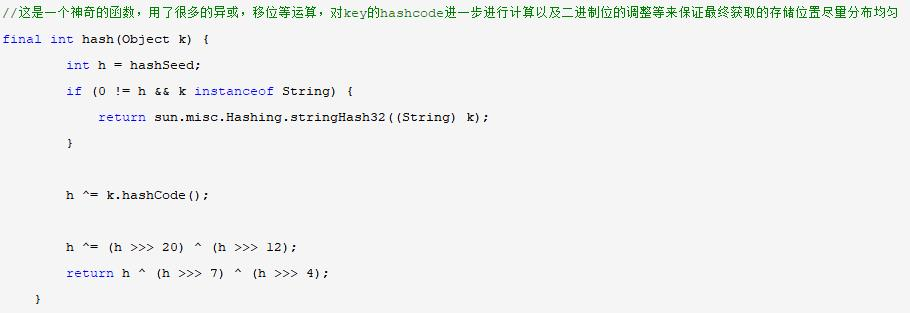 //这是一个神奇的函数，用了很多的异或，移位等运算，对key的hashcode进一步进行计算以及二进制位的调整等来保证最终获取的存储位置尽量分布均匀
final int hash(Object k) {
        int h = hashSeed;
        if (0 != h && k instanceof String) {
            return sun.misc.Hashing.stringHash32((String) k);
        }
        h ^= k.hashCode();
        h ^= (h >>> 20) ^ (h >>> 12);
        return h ^ (h >>> 7) ^ (h >>> 4);
    }